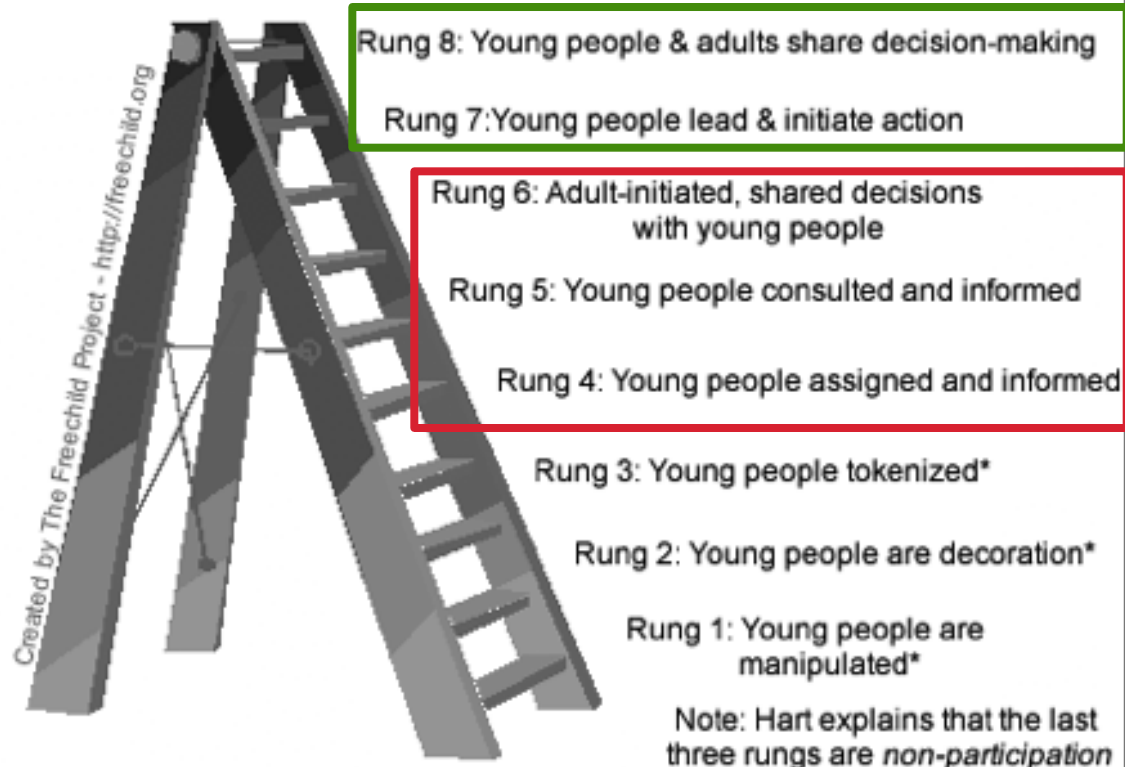 Rung 8: Young people & adults share decision-making
Rung 7:Young people lead & initiate action
Rung 6: Adult-initiated, shared decisions
with young people
Rung 5: Young people consulted and informed
Rung 4: Young people assigned and informed
Rung 3: Young people tokenized*
Rung 2: Young people are decoration*
Rung 1: Young people are
manipulated*
Note: Hart explains that the last
three rungs are non-participation
Created by The Freechild Project - http://freechild.org